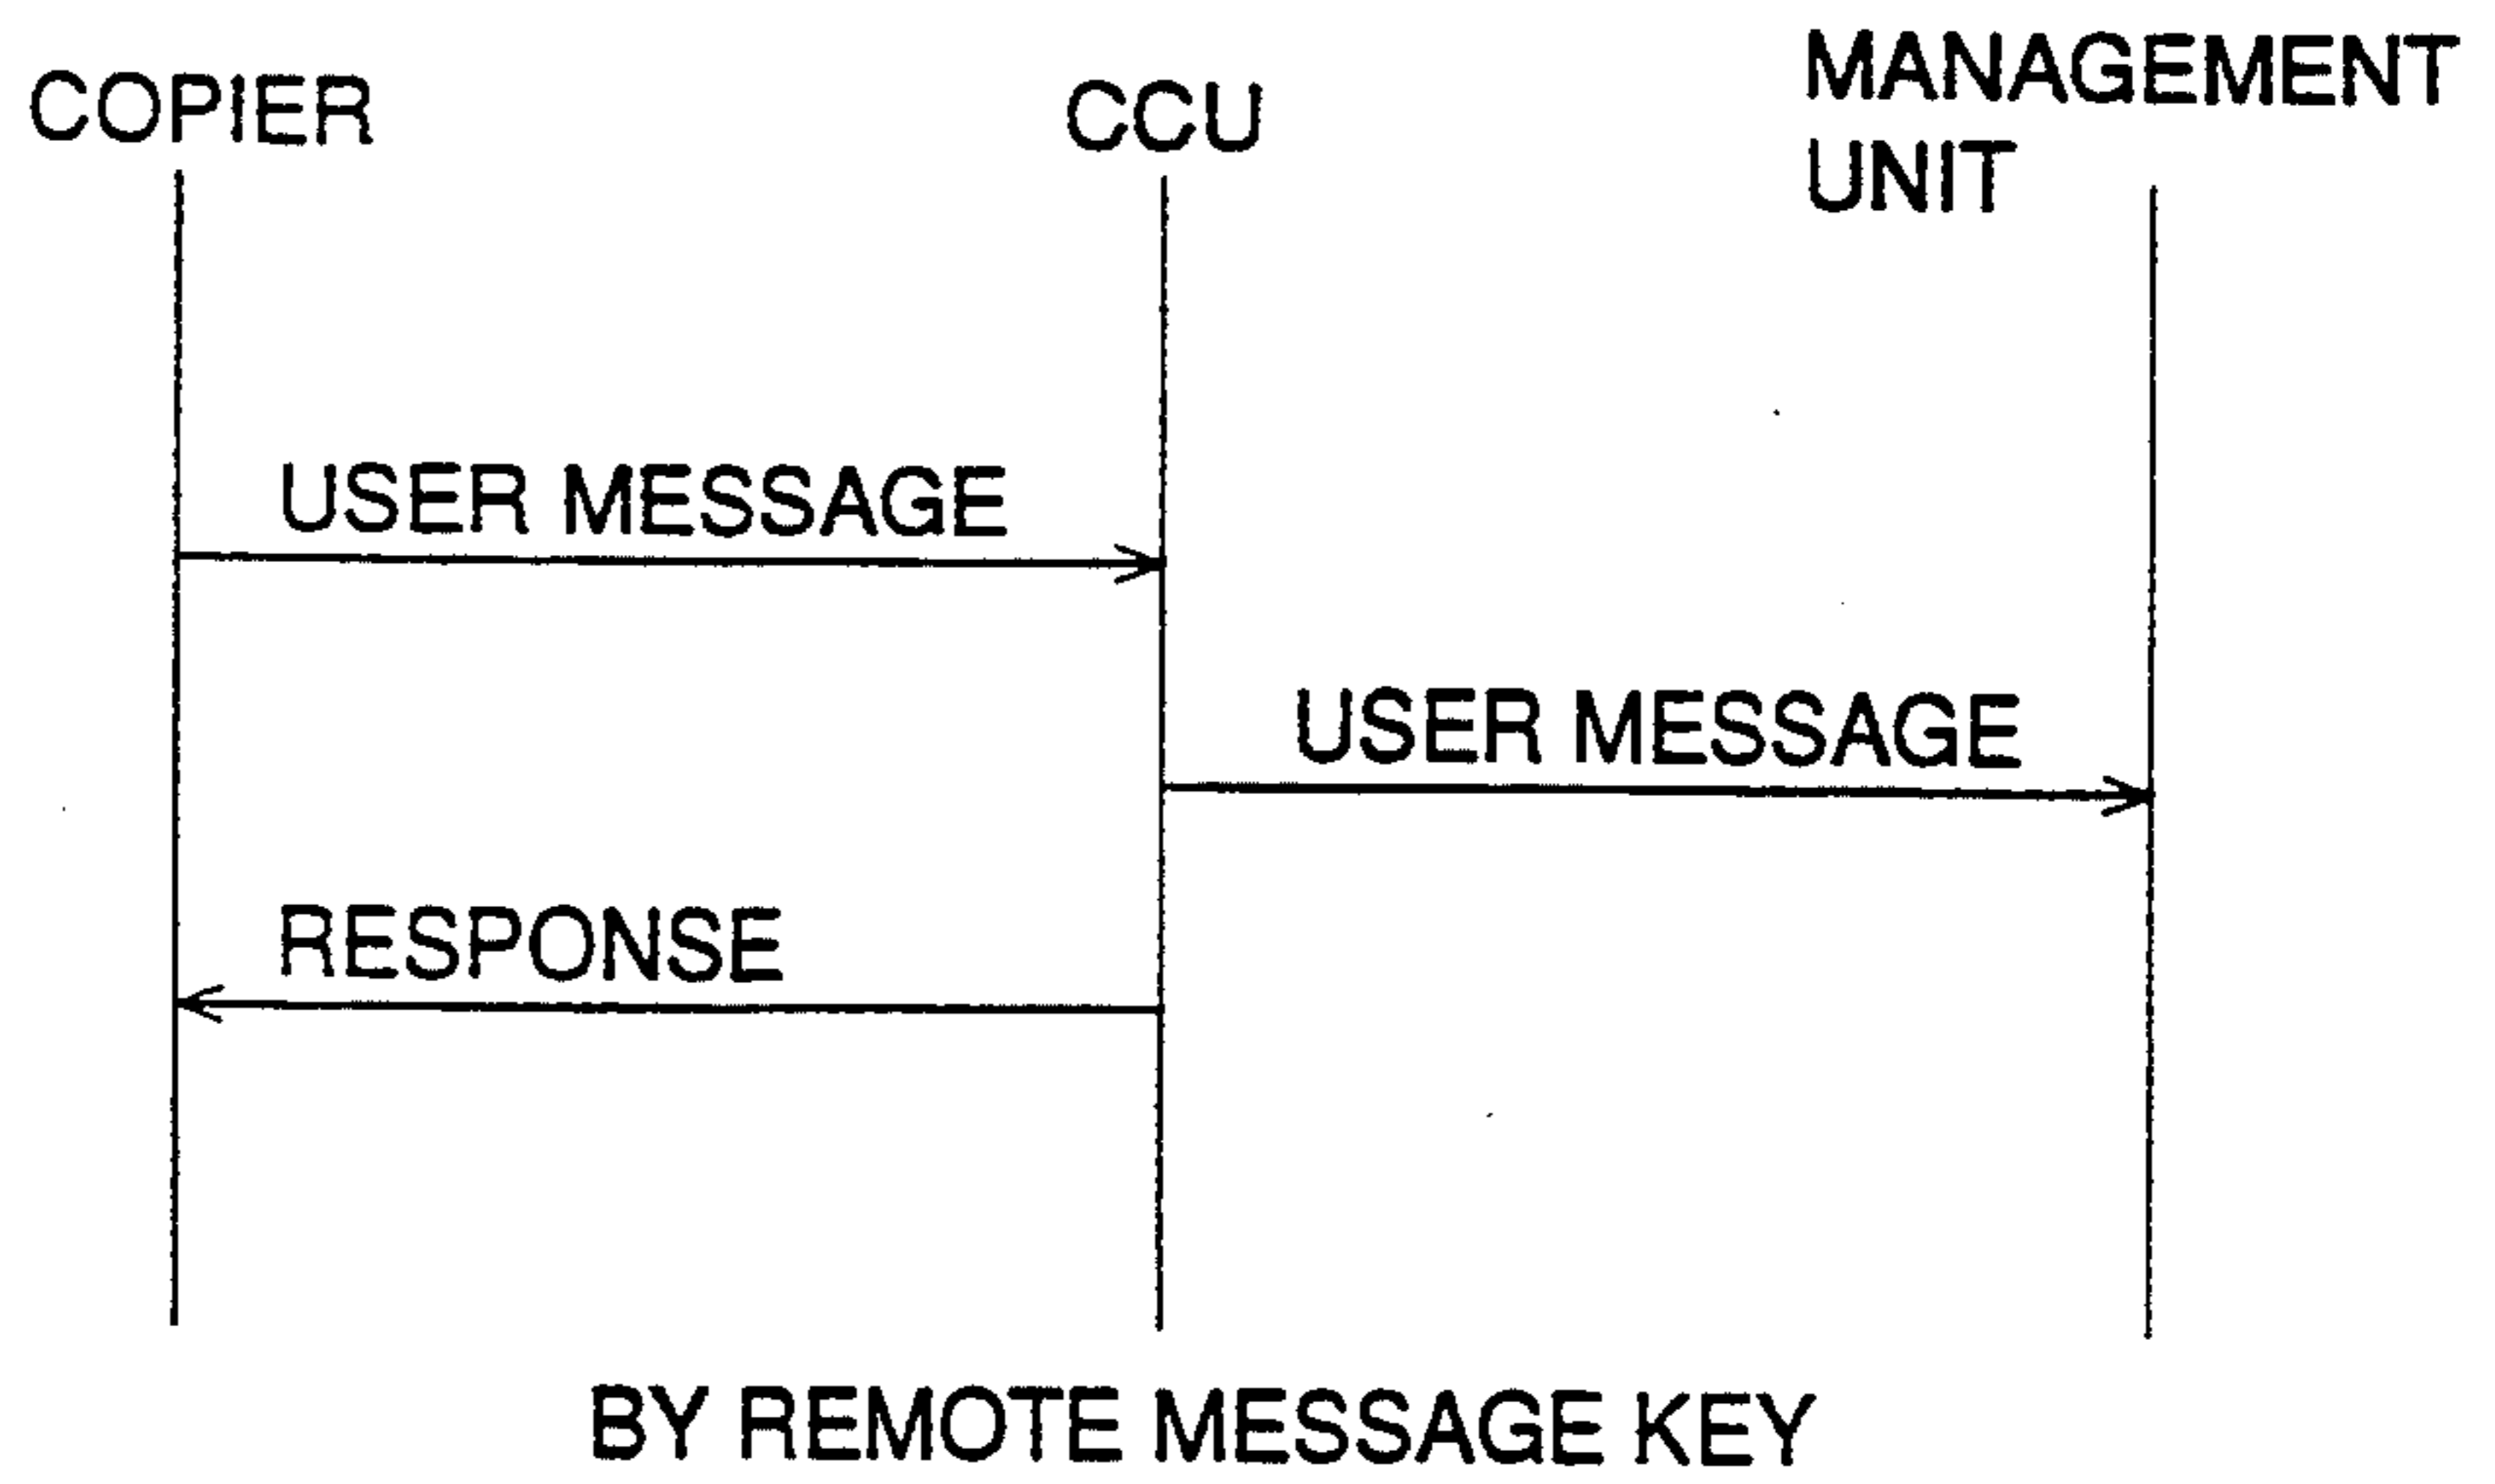 COPIER
CCU
MANAGEMENT
UNIT
USER MESSAGE
USER MESSAGE
RESPONSE
BY REMOTE MESSAGE KEY